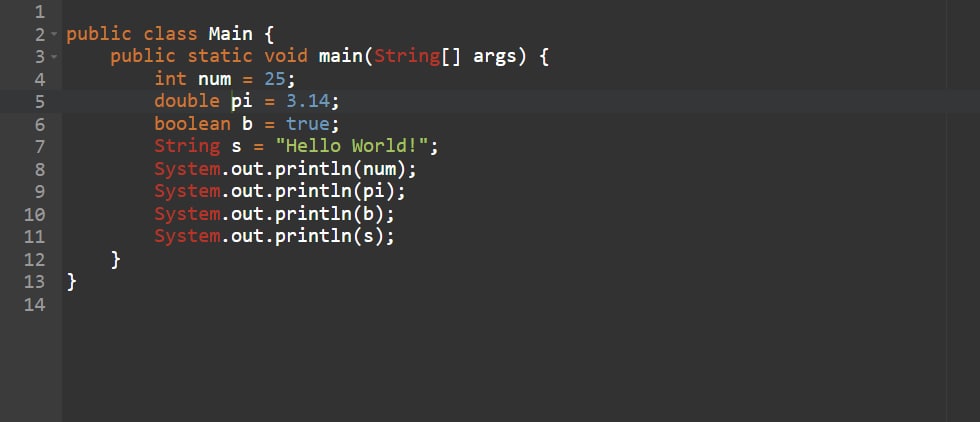 1
2 public class Main {
3     public static void main(String[] args) {
4         int num = 25;
5         double pi = 3.14;
6         boolean b = true;
7         String s = "Hello World!";
8         System.out.println(num);
9         System.out.println(pi);
10         System.out.println(b);
11         System.out.println(s);
12     }
13 }
14